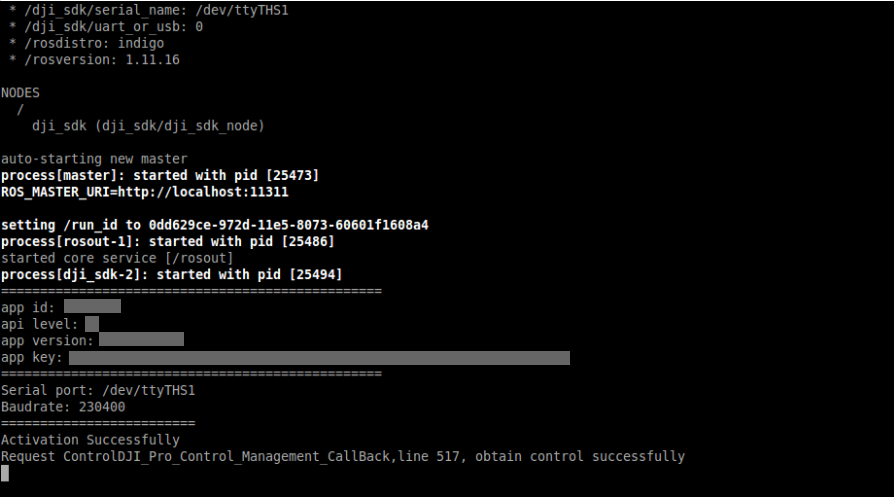 * /dji_sdk/serial_name: /dev/ttyTHS1
* /dji_sdk/uart_or_usb: 0
* /rosdistro: indigo
* /rosversion: 1.11.16
NODES
/
dji_sdk (dji_sdk/dji_sdk_node)
auto-starting new master
process[master]: started with pid [25473]
ROS_MASTER_URI=http://localhost:11311
setting /run_id to 0dd629ce-972d-11e5-8073-60601f1608a4
process[rosout-1]: started with pid [25486]
started core service [/rosout]
process[dji_sdk-2]: started with pid [25494]
=================================================
app id:
api level:
app version:
app key:
=================================================
Serial port: /dev/ttyTHS1
Baudrate: 230400
=========================
Activation Successfully
Request ControlDJI_Pro_Control_Management_CallBack,line 517, obtain control successfully